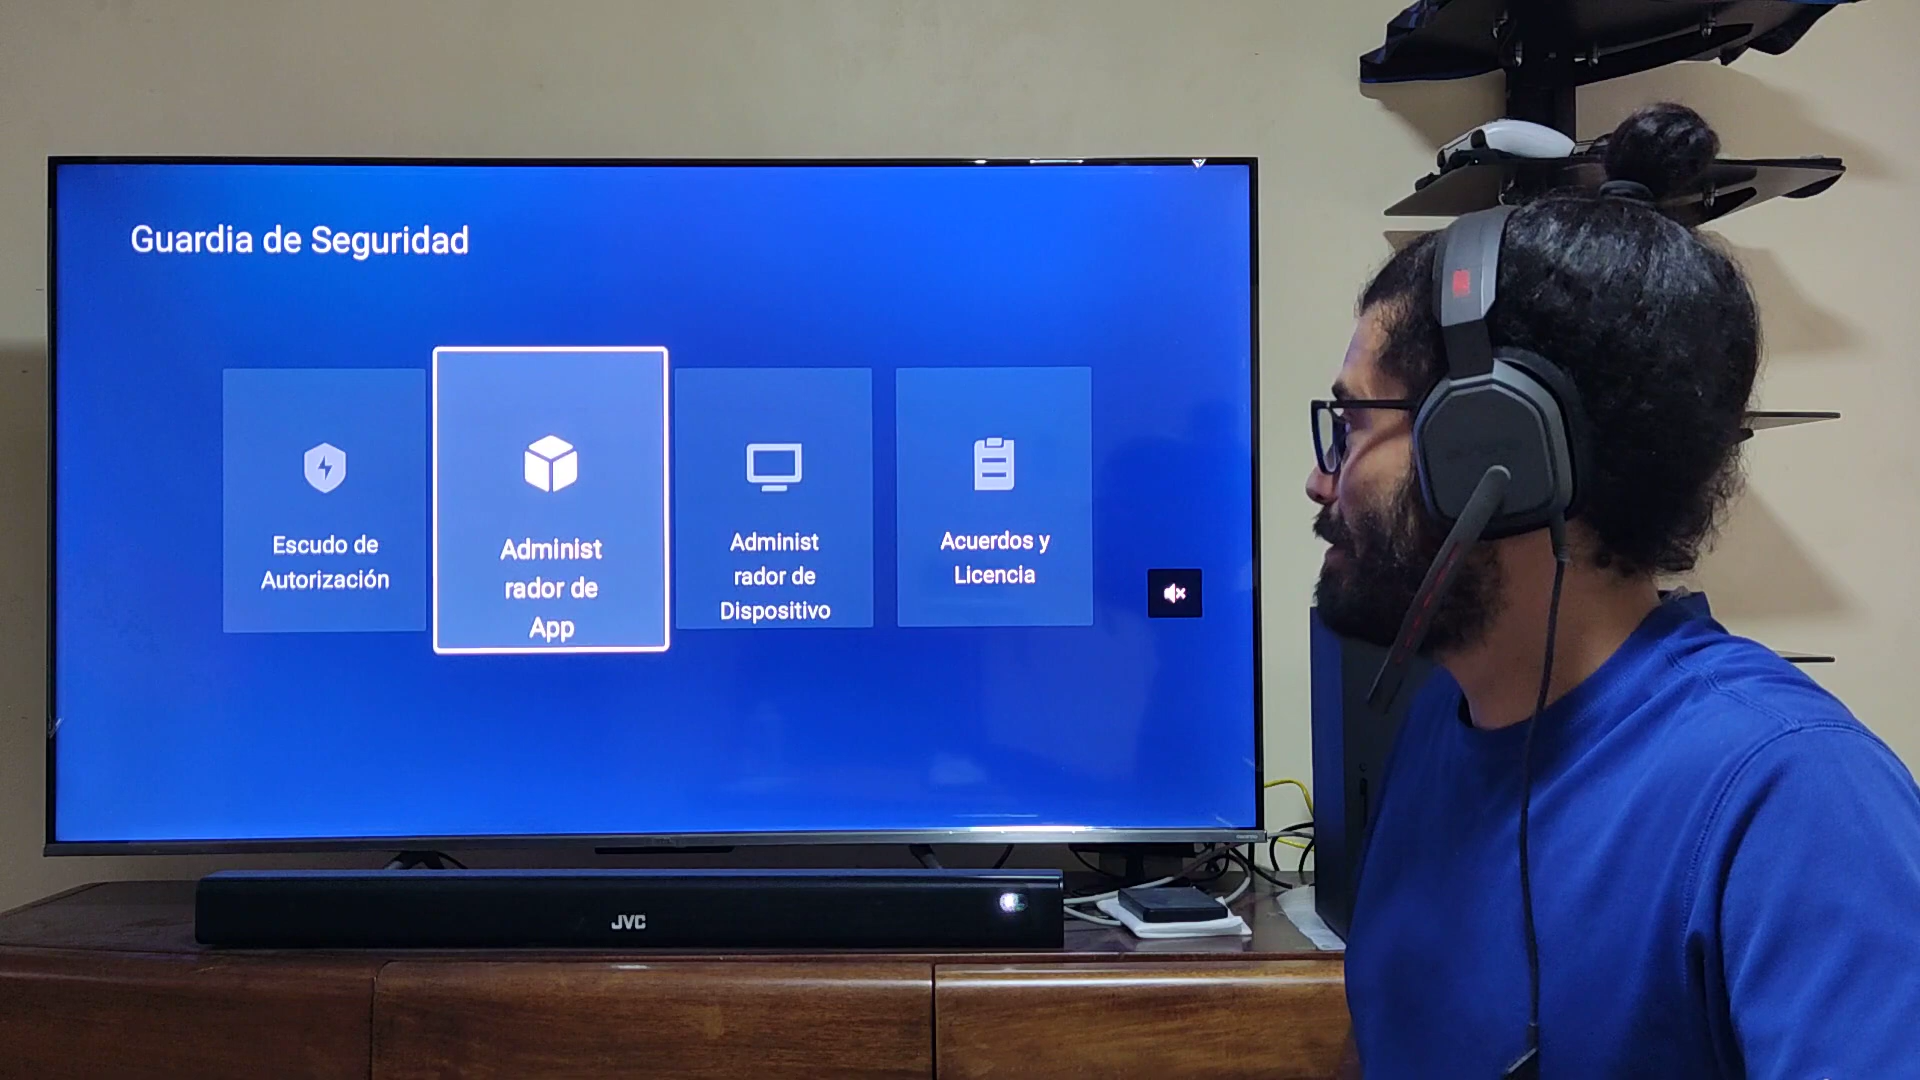 Guardia de Seguridad
Escudo de
Autorización
Administ
rador de
App
Administ
rador de
Dispositivo
Acuerdos y
Licencia
JVC